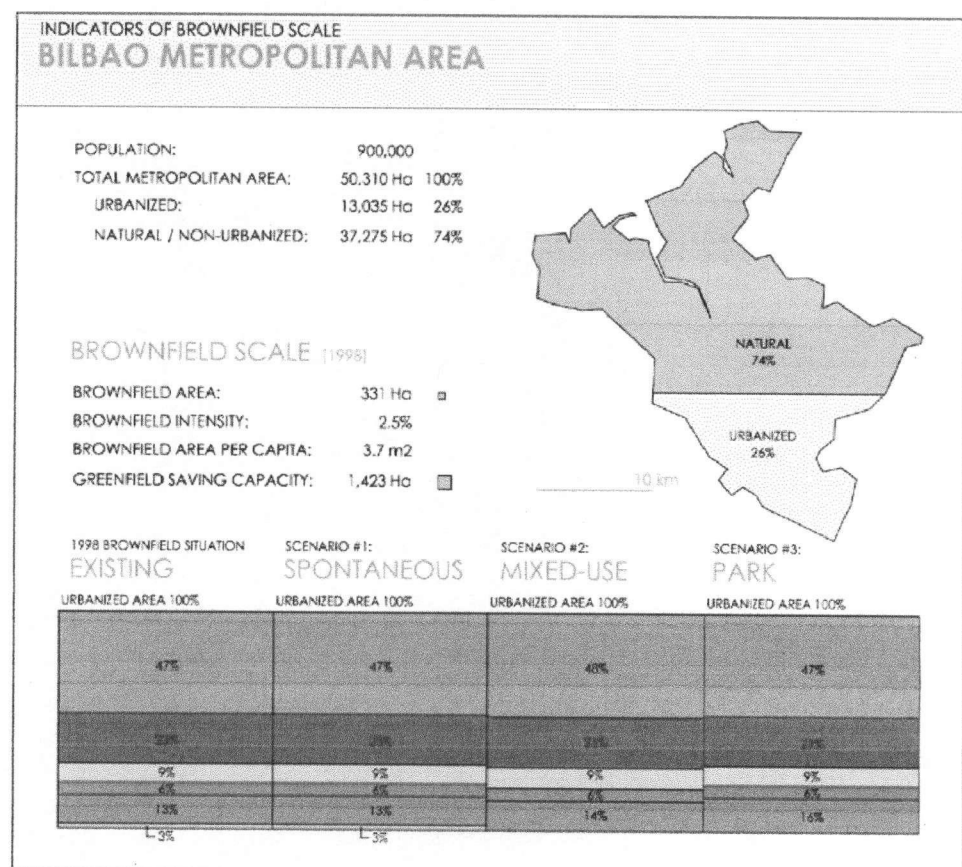 INDICATORS OF BROWNFIELD SCALE
BILBAO METROPOLITAN AREA
POPULATION: 900,000
TOTAL METROPOLITAN AREA: 50,310 Ha 100%
URBANIZED: 13,035 Ha 26%
NATURAL / NON-URBANIZED: 37,275 Ha 74%
NATURAL
74%
URBANIZED
26%
10 km
BROWNFIELD SCALE [1998]
BROWNFIELD AREA: 331 Ha
BROWNFIELD INTENSITY: 2.5%
BROWNFIELD AREA PER CAPITA: 3.7 m2
GREENFIELD SAVING CAPACITY: 1,423 Ha
1998 BROWNFIELD SITUATION
EXISTING
URBANIZED AREA 100%
SCENARIO #1:
SPONTANEOUS
URBANIZED AREA 100%
SCENARIO #2:
MIXED-USE
URBANIZED AREA 100%
SCENARIO #3:
PARK
URBANIZED AREA 100%
47% 47% 48% 47%
9% 9% 9% 9%
6% 6% 6% 6%
13% 13% 14% 16%
3% 3%